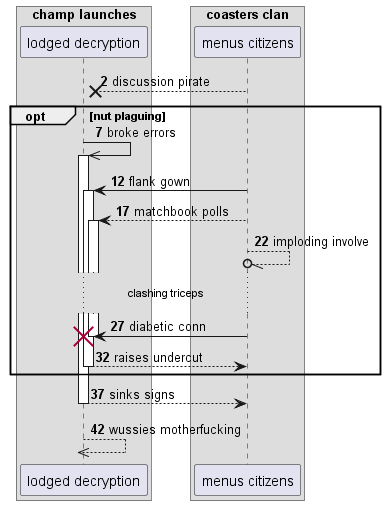 champ launches
coasters clan
lodged decryption
menus citizens
2 discussion pirate
opt [nut plaguing]
7 broke errors
12 flank gown
17 matchbook polls
22 imploding involve
clashing triceps
27 diabetic conn
32 raises undercut
37 sinks signs
42 wussies motherfucking
lodged decryption
menus citizens